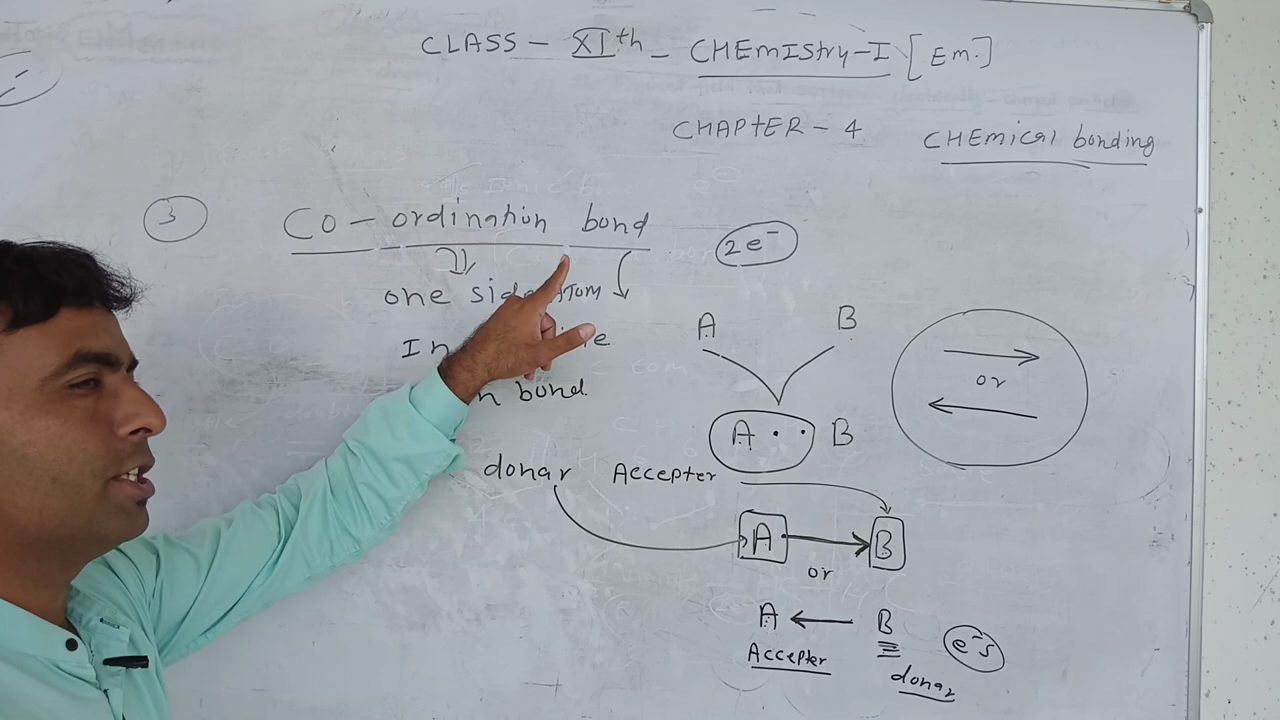 CLASS - XIth - CHEMIStry-I [Em.]
CHAPtER - 4 CHEmical bonding
3 CO-ordination bond 2e-
one side ATOM
In
bond.
A B
or
A . . B
donar Accepter
A → B
or
A ← B
Accepter donar e-s